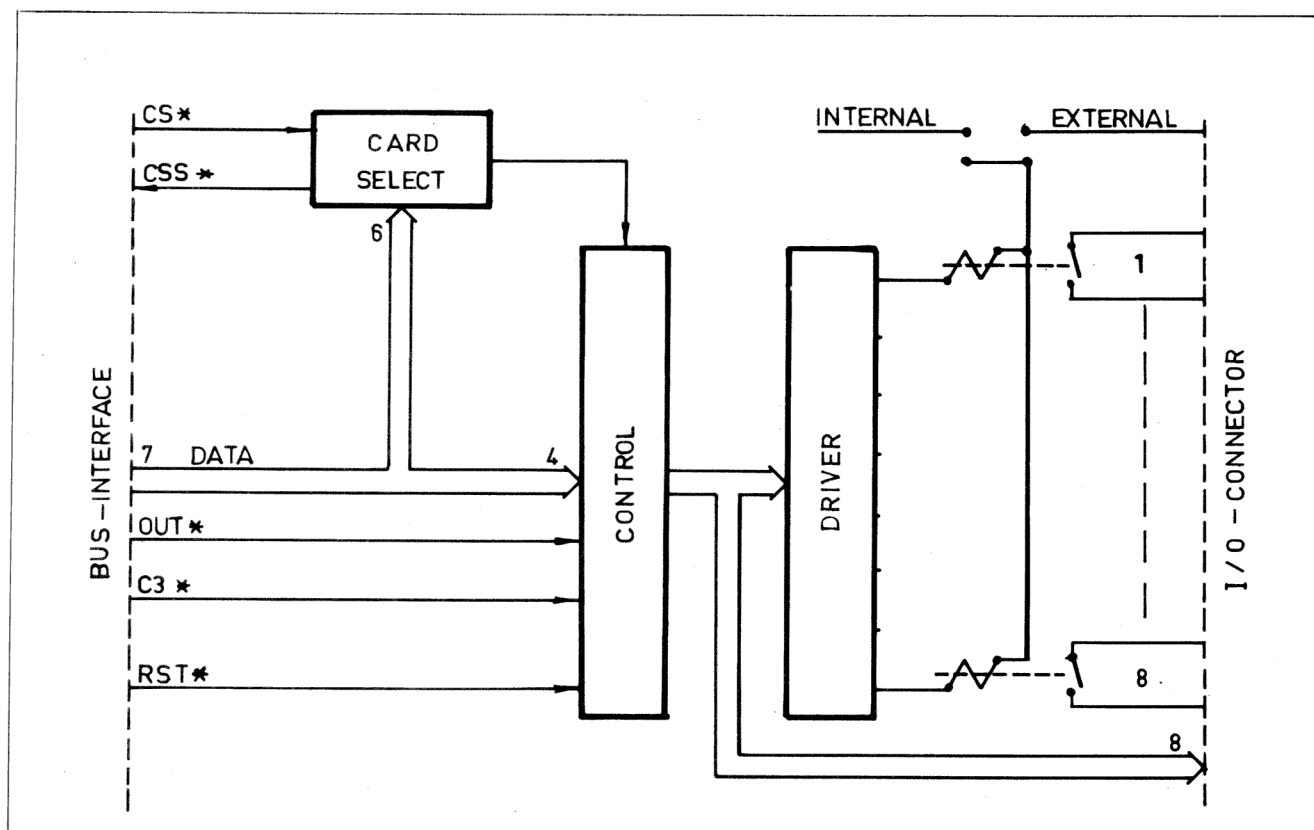 CS*
CSS*
CARD
SELECT
6
INTERNAL
EXTERNAL
1
BUS-INTERFACE
7 DATA
4
OUT*
C3*
RST*
CONTROL
DRIVER
8
8
I/O-CONNECTOR